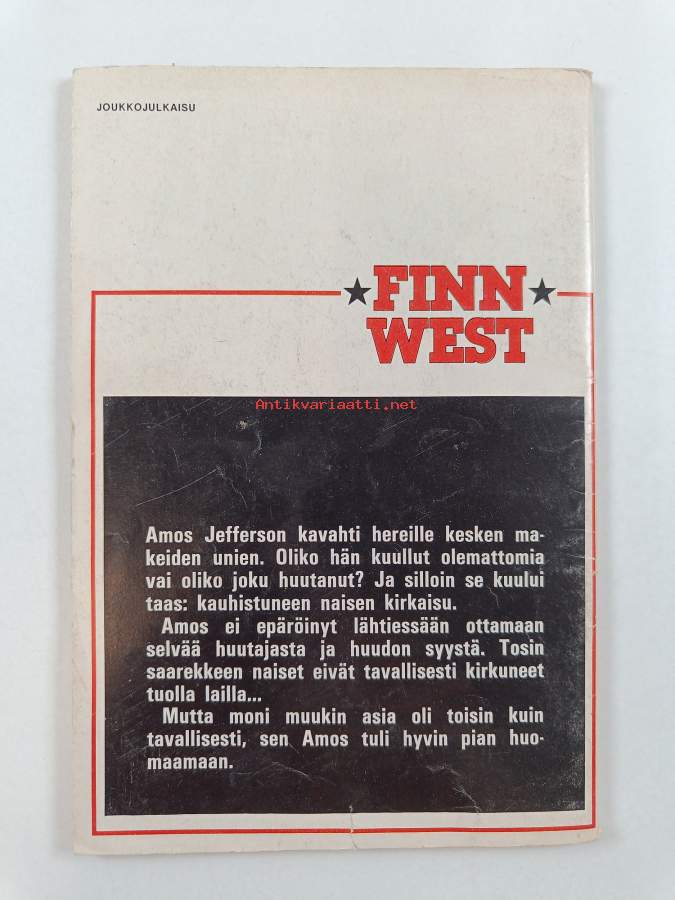 JOUKKOJULKAISU
★FINN★
WEST
Antikvariaatti.net
Amos Jefferson kavahti hereille kesken ma-
keiden unien. Oliko hän kuullut olemattomia
vai oliko joku huutanut? Ja silloin se kuului
taas: kauhistuneen naisen kirkaisu.
Amos ei epäröinyt lähtiessään ottamaan
selvää huutajasta ja huudon syystä. Tosin
saarekkeen naiset eivät tavallisesti kirkuneet
tuolla lailla...
Mutta moni muukin asia oli toisin kuin
tavallisesti, sen Amos tuli hyvin pian huo-
maamaan.